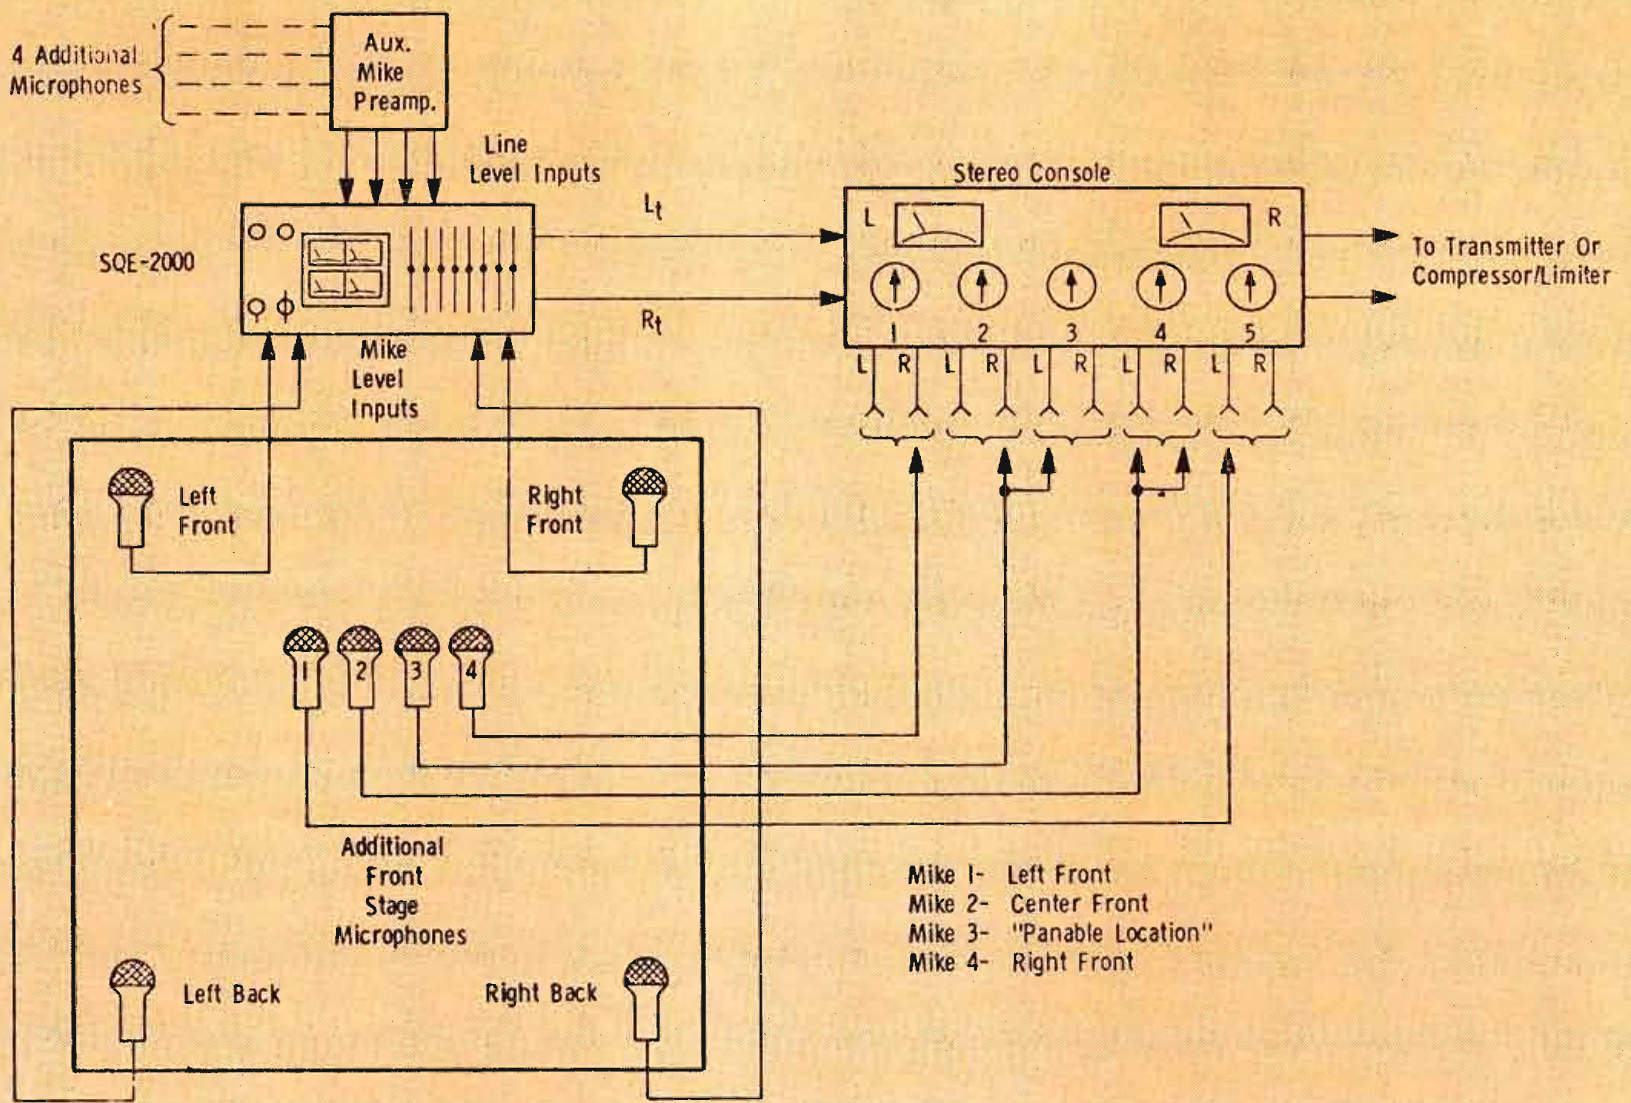 4 Additional
Microphones
Aux.
Mike
Preamp.
Line
Level Inputs
SQE-2000
Mike
Level
Inputs
Lt
Rt
Stereo Console
L
R
1 2 3 4 5
L R L R L R L R L R
To Transmitter Or
Compressor/Limiter
Left
Front
Right
Front
1 2 3 4
Additional
Front
Stage
Microphones
Left Back
Right Back
Mike 1- Left Front
Mike 2- Center Front
Mike 3- "Panable Location"
Mike 4- Right Front